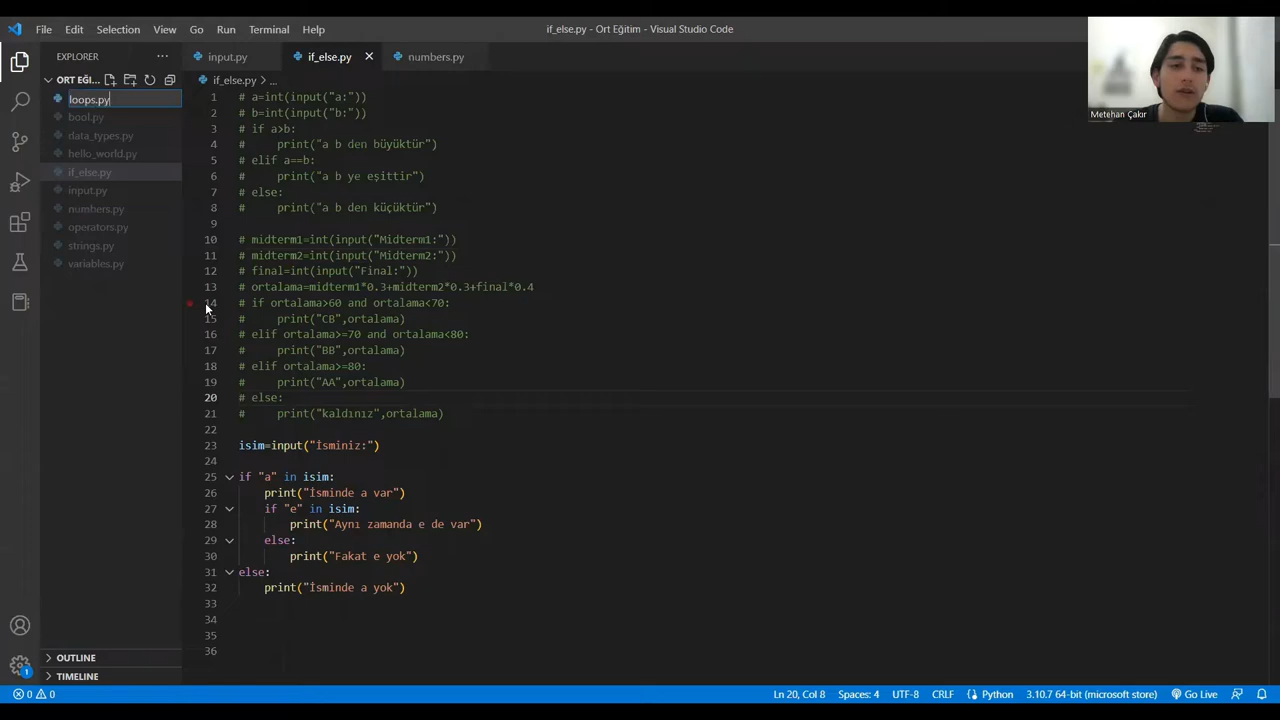 File Edit Selection View Go Run Terminal Help
if_else.py - Ort Eğitim - Visual Studio Code
EXPLORER
input.py
if_else.py
numbers.py
ORT EĞİ...
if_else.py > ...
loops.py
bool.py
data_types.py
hello_world.py
if_else.py
input.py
numbers.py
operators.py
strings.py
variables.py
1 # a=int(input("a:"))
2 # b=int(input("b:"))
3 # if a>b:
4 #     print("a b den büyüktür")
5 # elif a==b:
6 #     print("a b ye eşittir")
7 # else:
8 #     print("a b den küçüktür")
9
10 # midterm1=int(input("Midterm1:"))
11 # midterm2=int(input("Midterm2:"))
12 # final=int(input("Final:"))
13 # ortalama=midterm1*0.3+midterm2*0.3+final*0.4
14 # if ortalama>60 and ortalama<70:
15 #     print("CB",ortalama)
16 # elif ortalama>=70 and ortalama<80:
17 #     print("BB",ortalama)
18 # elif ortalama>=80:
19 #     print("AA",ortalama)
20 # else:
21 #     print("kaldınız",ortalama)
22
23 isim=input("İsminiz:")
24
25 if "a" in isim:
26     print("İsminde a var")
27     if "e" in isim:
28         print("Aynı zamanda e de var")
29     else:
30         print("Fakat e yok")
31 else:
32     print("İsminde a yok")
33
34
35
36
Metehan Çakır
OUTLINE
TIMELINE
1
0 0
Ln 20, Col 8 Spaces: 4 UTF-8 CRLF Python 3.10.7 64-bit (microsoft store) Go Live